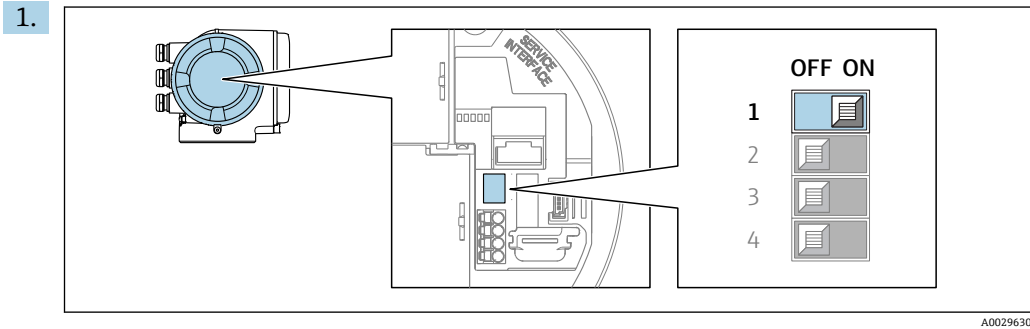 1.
SERVICE
INTERFACE
OFF ON
1
2
3
4
A0029630